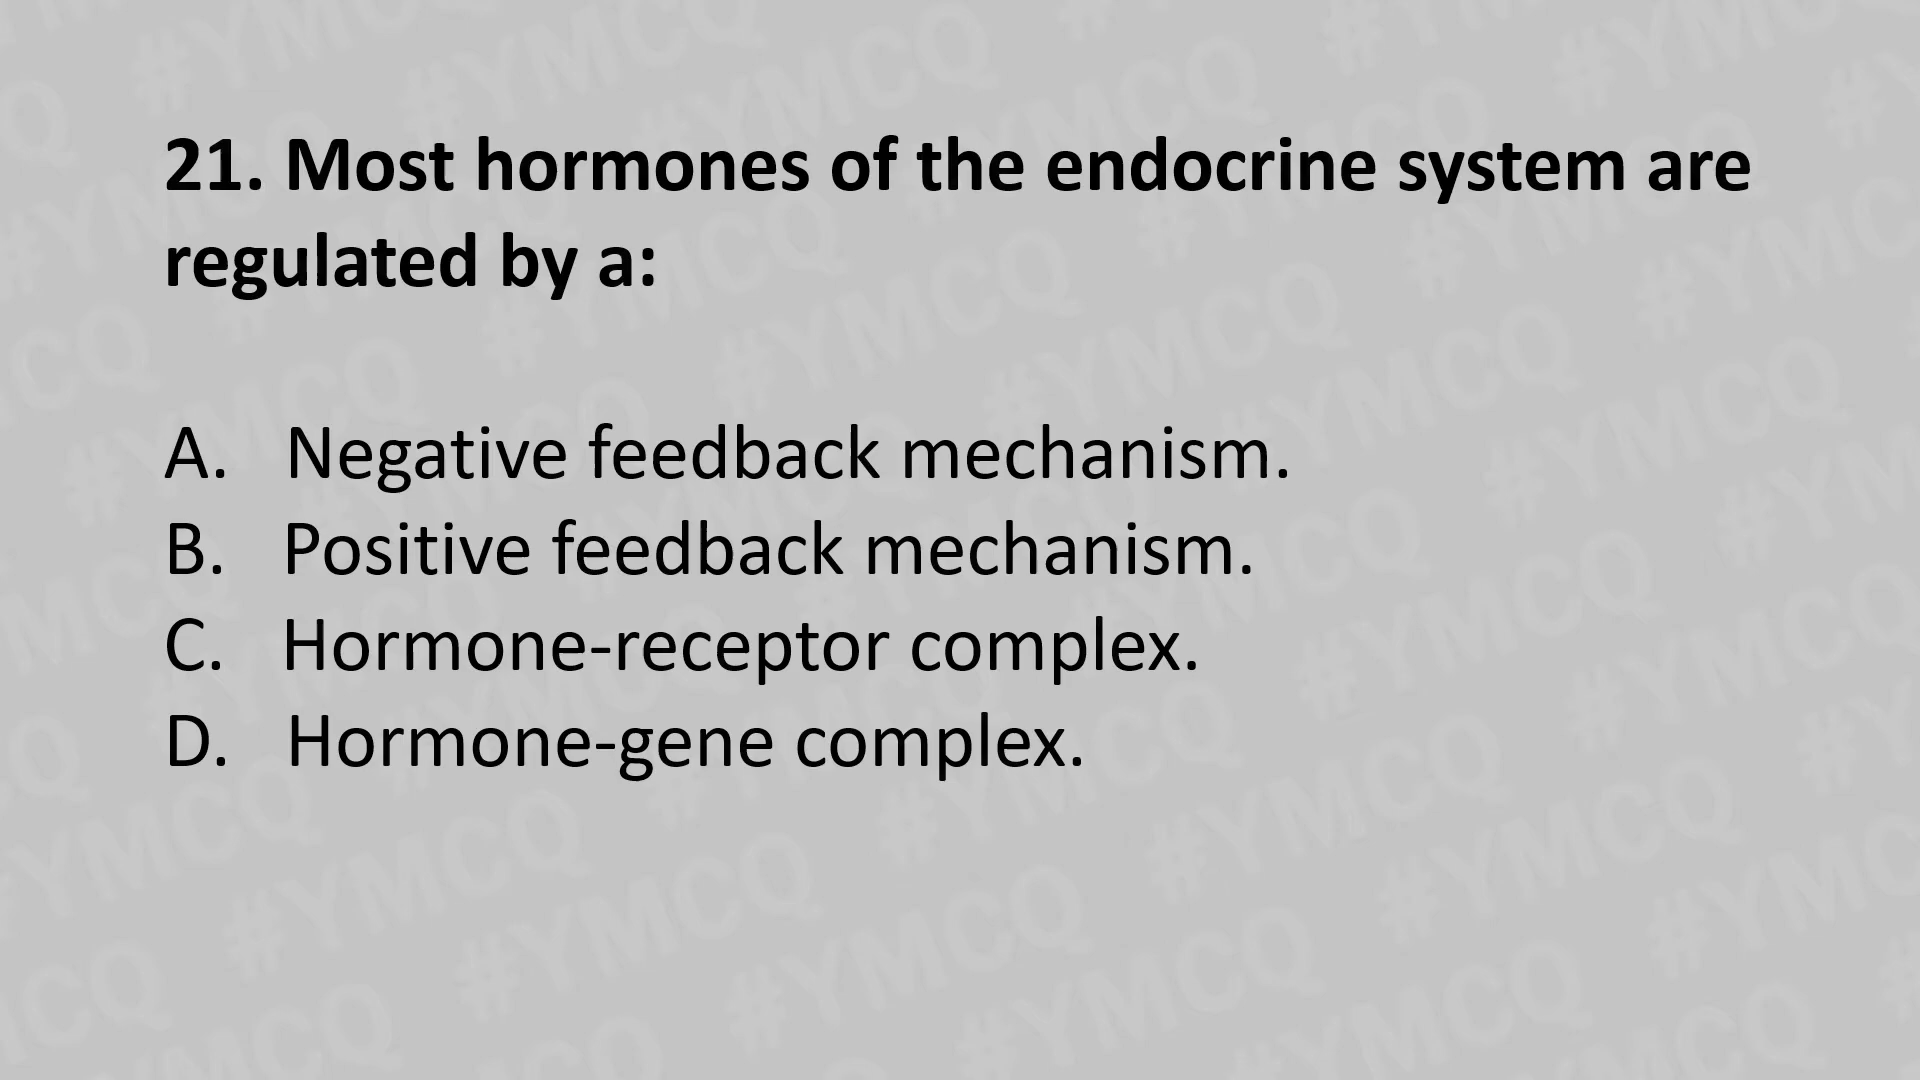 21. Most hormones of the endocrine system are
regulated by a:
A. Negative feedback mechanism.
B. Positive feedback mechanism.
C. Hormone-receptor complex.
D. Hormone-gene complex.
#YMCQ